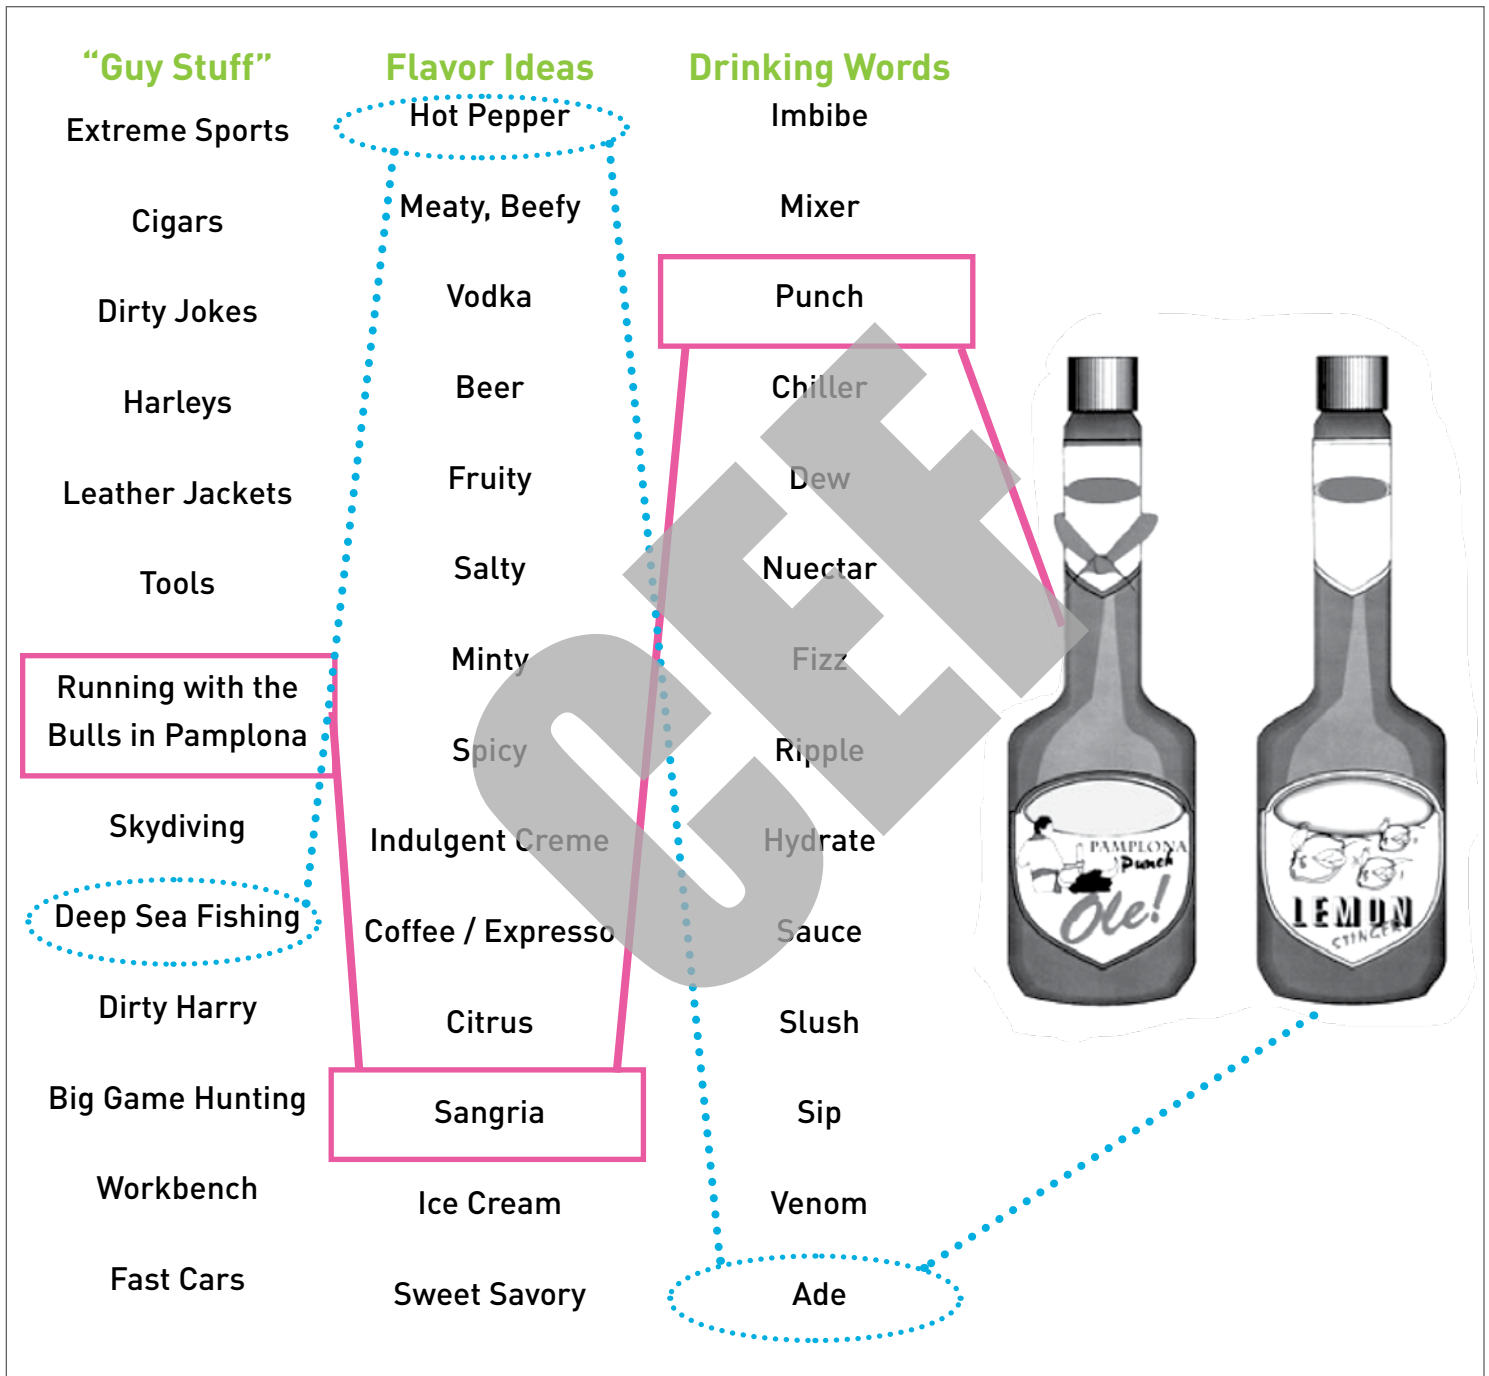 “Guy Stuff”
Extreme Sports
Cigars
Dirty Jokes
Harleys
Leather Jackets
Tools
Running with the
Bulls in Pamplona
Skydiving
Deep Sea Fishing
Dirty Harry
Big Game Hunting
Workbench
Fast Cars
Flavor Ideas
Hot Pepper
Meaty, Beefy
Vodka
Beer
Fruity
Salty
Minty
Spicy
Indulgent Creme
Coffee / Expresso
Citrus
Sangria
Ice Cream
Sweet Savory
Drinking Words
Imbibe
Mixer
Punch
Chiller
Dew
Nuectar
Fizz
Ripple
Hydrate
Sauce
Slush
Sip
Venom
Ade
PAMPLONA
Punch
Ole!
LEMON
STINGER
CEF